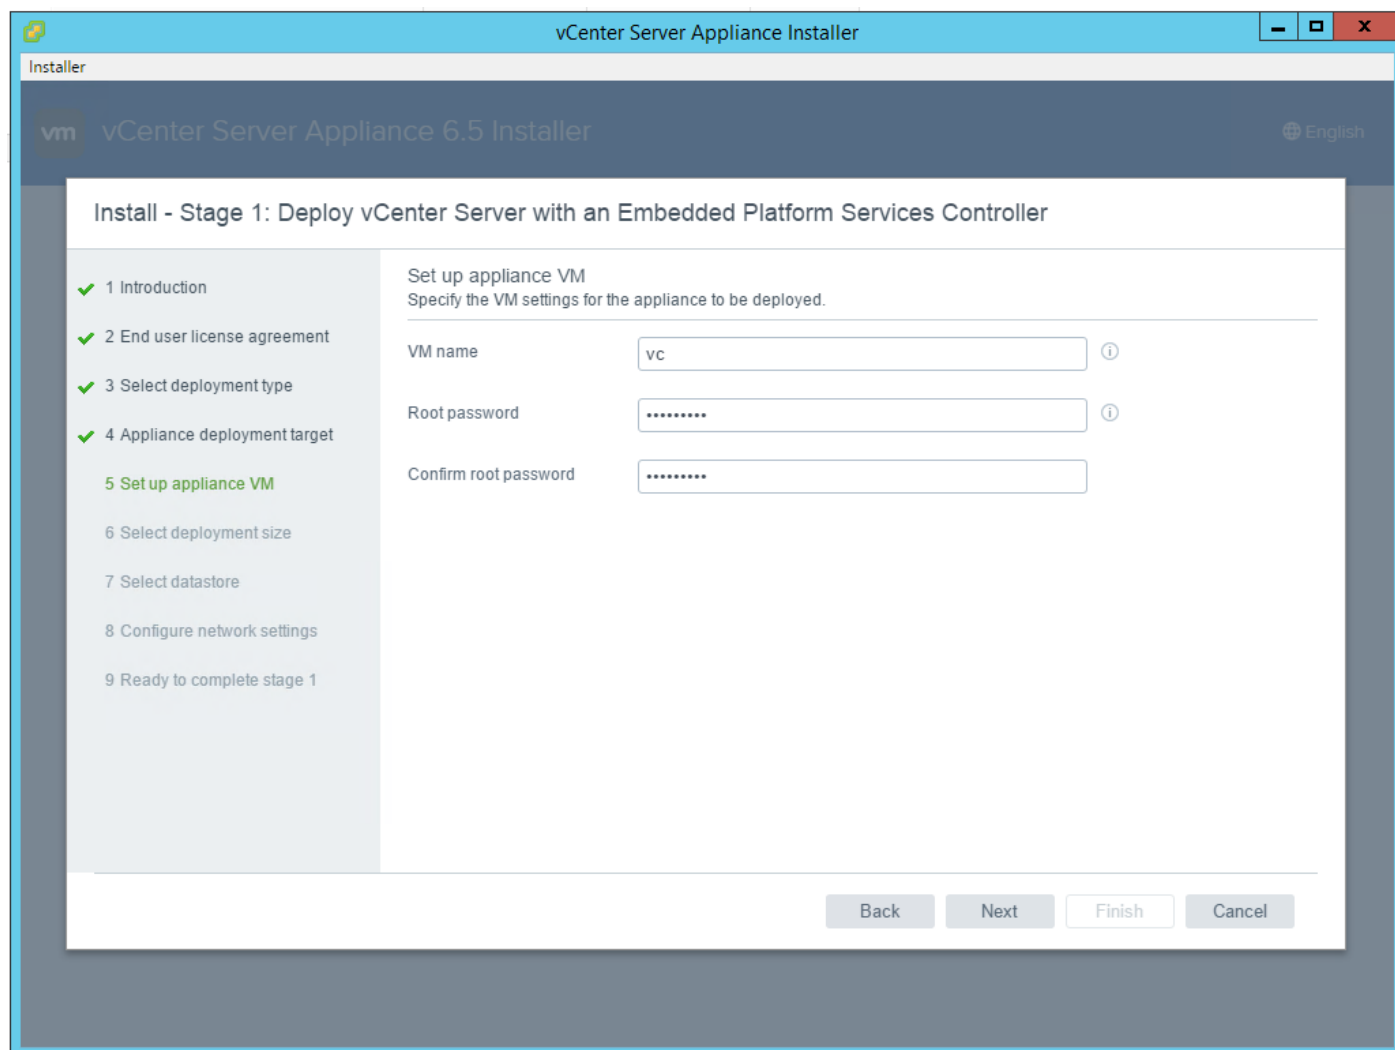 vCenter Server Appliance Installer
Installer
vm vCenter Server Appliance 6.5 Installer
English
Install - Stage 1: Deploy vCenter Server with an Embedded Platform Services Controller
1 Introduction
2 End user license agreement
3 Select deployment type
4 Appliance deployment target
5 Set up appliance VM
6 Select deployment size
7 Select datastore
8 Configure network settings
9 Ready to complete stage 1
Set up appliance VM
Specify the VM settings for the appliance to be deployed.
VM name
vc
Root password
•••••••••
Confirm root password
•••••••••
Back
Next
Finish
Cancel